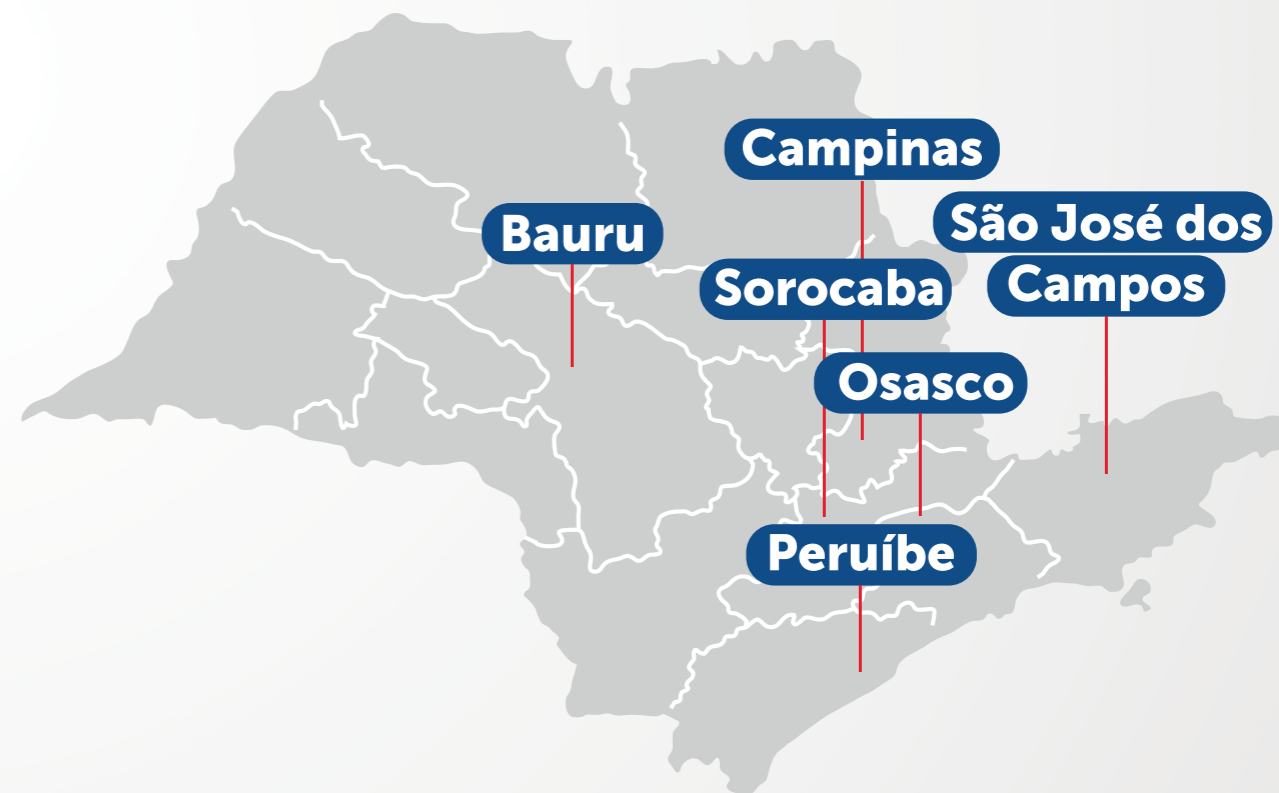 Campinas
São José dos
Campos
Bauru
Sorocaba
Osasco
Peruíbe